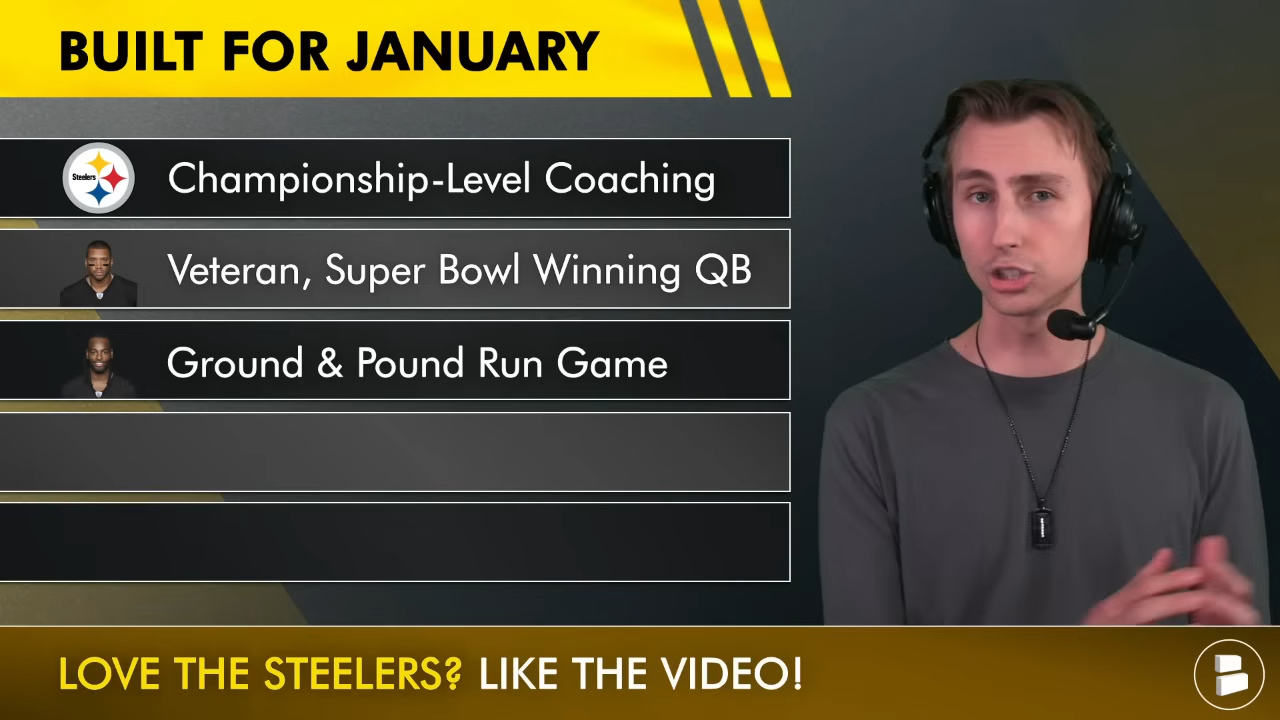 BUILT FOR JANUARY
Steelers
Championship-Level Coaching
Veteran, Super Bowl Winning QB
Ground & Pound Run Game
LOVE THE STEELERS? LIKE THE VIDEO!